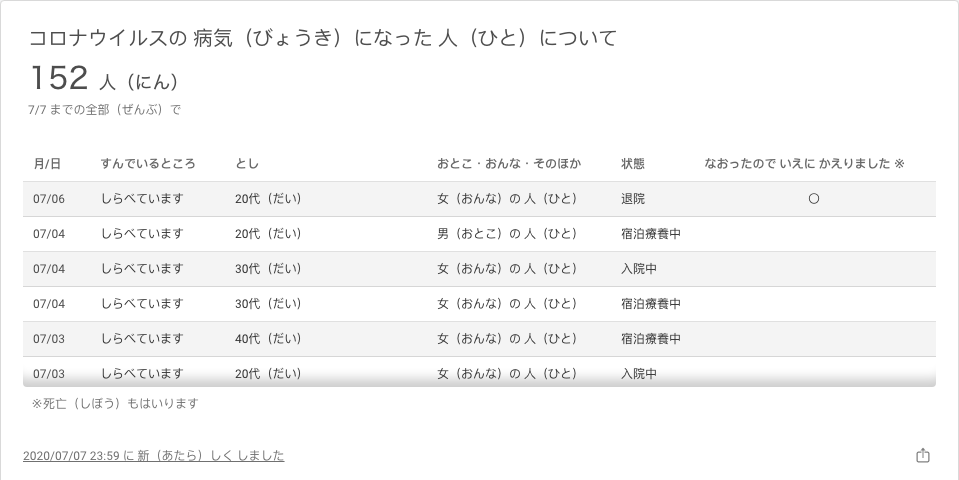 コロナウイルスの 病気（びょうき）になった 人（ひと）について
152 人（にん）
7/7 までの全部（ぜんぶ）で
月/日 すんでいるところ とし おとこ・おんな・そのほか 状態 なおったので いえに かえりました ※
07/06 しらべています 20代（だい） 女（おんな）の 人（ひと） 退院 〇
07/04 しらべています 20代（だい） 男（おとこ）の 人（ひと） 宿泊療養中
07/04 しらべています 30代（だい） 女（おんな）の 人（ひと） 入院中
07/04 しらべています 30代（だい） 女（おんな）の 人（ひと） 宿泊療養中
07/03 しらべています 40代（だい） 女（おんな）の 人（ひと） 宿泊療養中
07/03 しらべています 20代（だい） 女（おんな）の 人（ひと） 入院中
※死亡（しぼう）もはいります
2020/07/07 23:59 に 新（あたら）しく しました